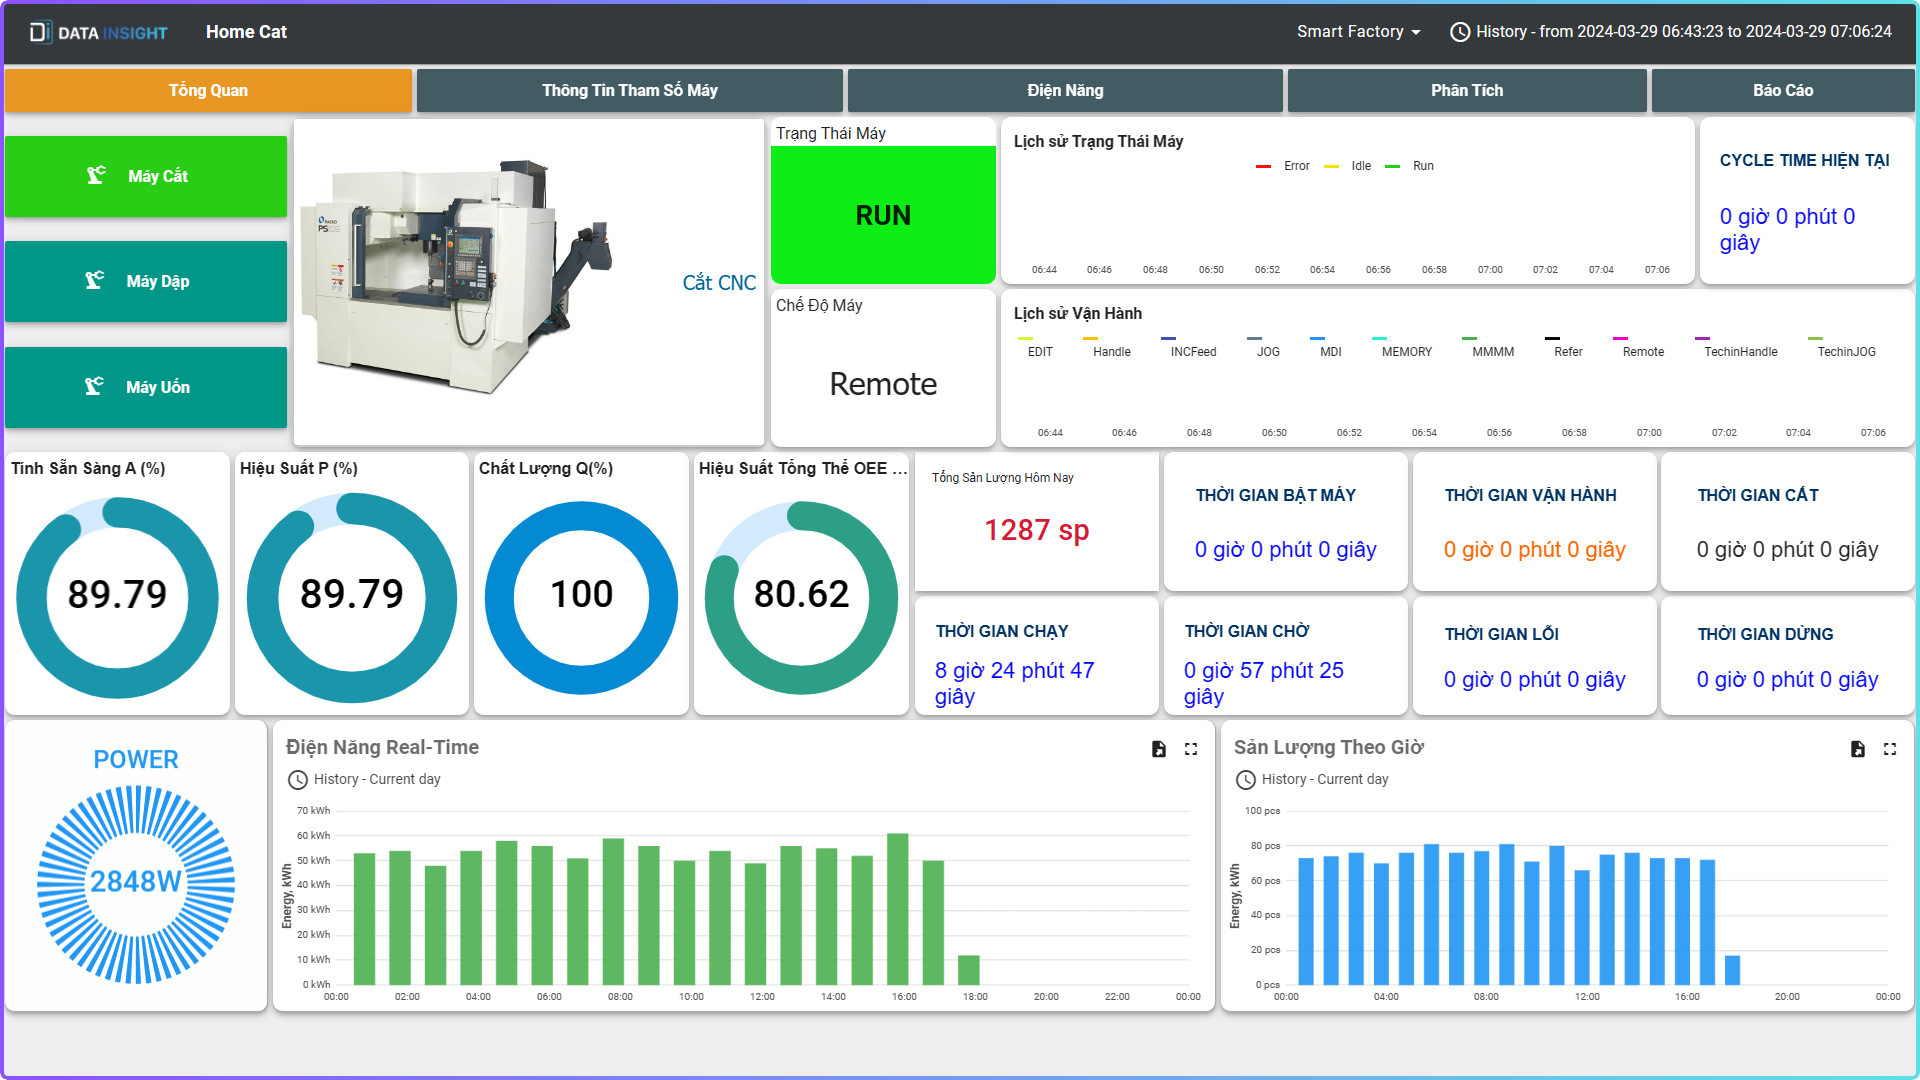 DATA INSIGHT
Home Cat
Smart Factory
History - from 2024-03-29 06:43:23 to 2024-03-29 07:06:24
Tổng Quan
Thông Tin Tham Số Máy
Điện Năng
Phân Tích
Báo Cáo
Máy Cắt
Máy Dập
Máy Uốn
Cắt CNC
Trạng Thái Máy
RUN
Chế Độ Máy
Remote
Lịch sử Trạng Thái Máy
Error Idle Run
06:44 06:46 06:48 06:50 06:52 06:54 06:56 06:58 07:00 07:02 07:04 07:06
CYCLE TIME HIỆN TẠI
0 giờ 0 phút 0
giây
Lịch sử Vận Hành
EDIT Handle INCFeed JOG MDI MEMORY MMMM Refer Remote TechinHandle TechinJOG
06:44 06:46 06:48 06:50 06:52 06:54 06:56 06:58 07:00 07:02 07:04 07:06
Tính Sẵn Sàng A (%)
89.79
Hiệu Suất P (%)
89.79
Chất Lượng Q(%)
100
Hiệu Suất Tổng Thể OEE ...
80.62
Tổng Sản Lượng Hôm Nay
1287 sp
THỜI GIAN BẬT MÁY
0 giờ 0 phút 0 giây
THỜI GIAN VẬN HÀNH
0 giờ 0 phút 0 giây
THỜI GIAN CẮT
0 giờ 0 phút 0 giây
THỜI GIAN CHẠY
8 giờ 24 phút 47
giây
THỜI GIAN CHỜ
0 giờ 57 phút 25
giây
THỜI GIAN LỖI
0 giờ 0 phút 0 giây
THỜI GIAN DỪNG
0 giờ 0 phút 0 giây
POWER
2848W
Điện Năng Real-Time
History - Current day
Energy, kWh
70 kWh
60 kWh
50 kWh
40 kWh
30 kWh
20 kWh
10 kWh
0 kWh
00:00 02:00 04:00 06:00 08:00 10:00 12:00 14:00 16:00 18:00 20:00 22:00 00:00
Sản Lượng Theo Giờ
History - Current day
Energy, kWh
100 pcs
80 pcs
60 pcs
40 pcs
20 pcs
0 pcs
00:00 04:00 08:00 12:00 16:00 20:00 00:00